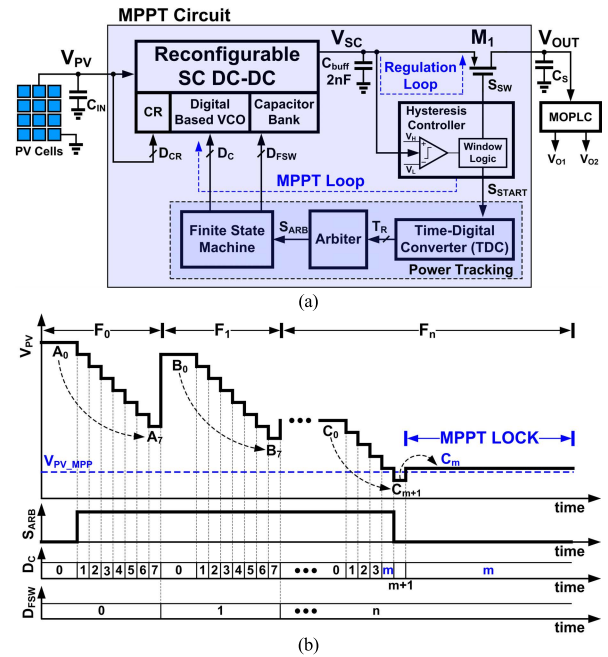 MPPT Circuit
V_PV
Reconfigurable
SC DC-DC
V_SC
M_1
V_OUT
C_buff
2nF
Regulation
Loop
S_SW
C_S
C_IN
CR
Digital
Based VCO
Capacitor
Bank
Hysteresis
Controller
MOPLC
PV Cells
D_CR
D_C
D_FSW
V_H
V_L
+
-
Window
Logic
V_O1
V_O2
MPPT Loop
S_START
Finite State
Machine
S_ARB
Arbiter
T_R
Time-Digital
Converter (TDC)
Power Tracking
(a)
V_PV
F_0
F_1
F_n
A_0
B_0
C_0
A_7
B_7
MPPT LOCK
C_m
V_PV_MPP
C_m+1
time
S_ARB
time
D_C
0 1 2 3 4 5 6 7 0 1 2 3 4 5 6 7 ••• 0 1 2 3 m m
m+1
time
D_FSW
0 1 ••• n
time
(b)